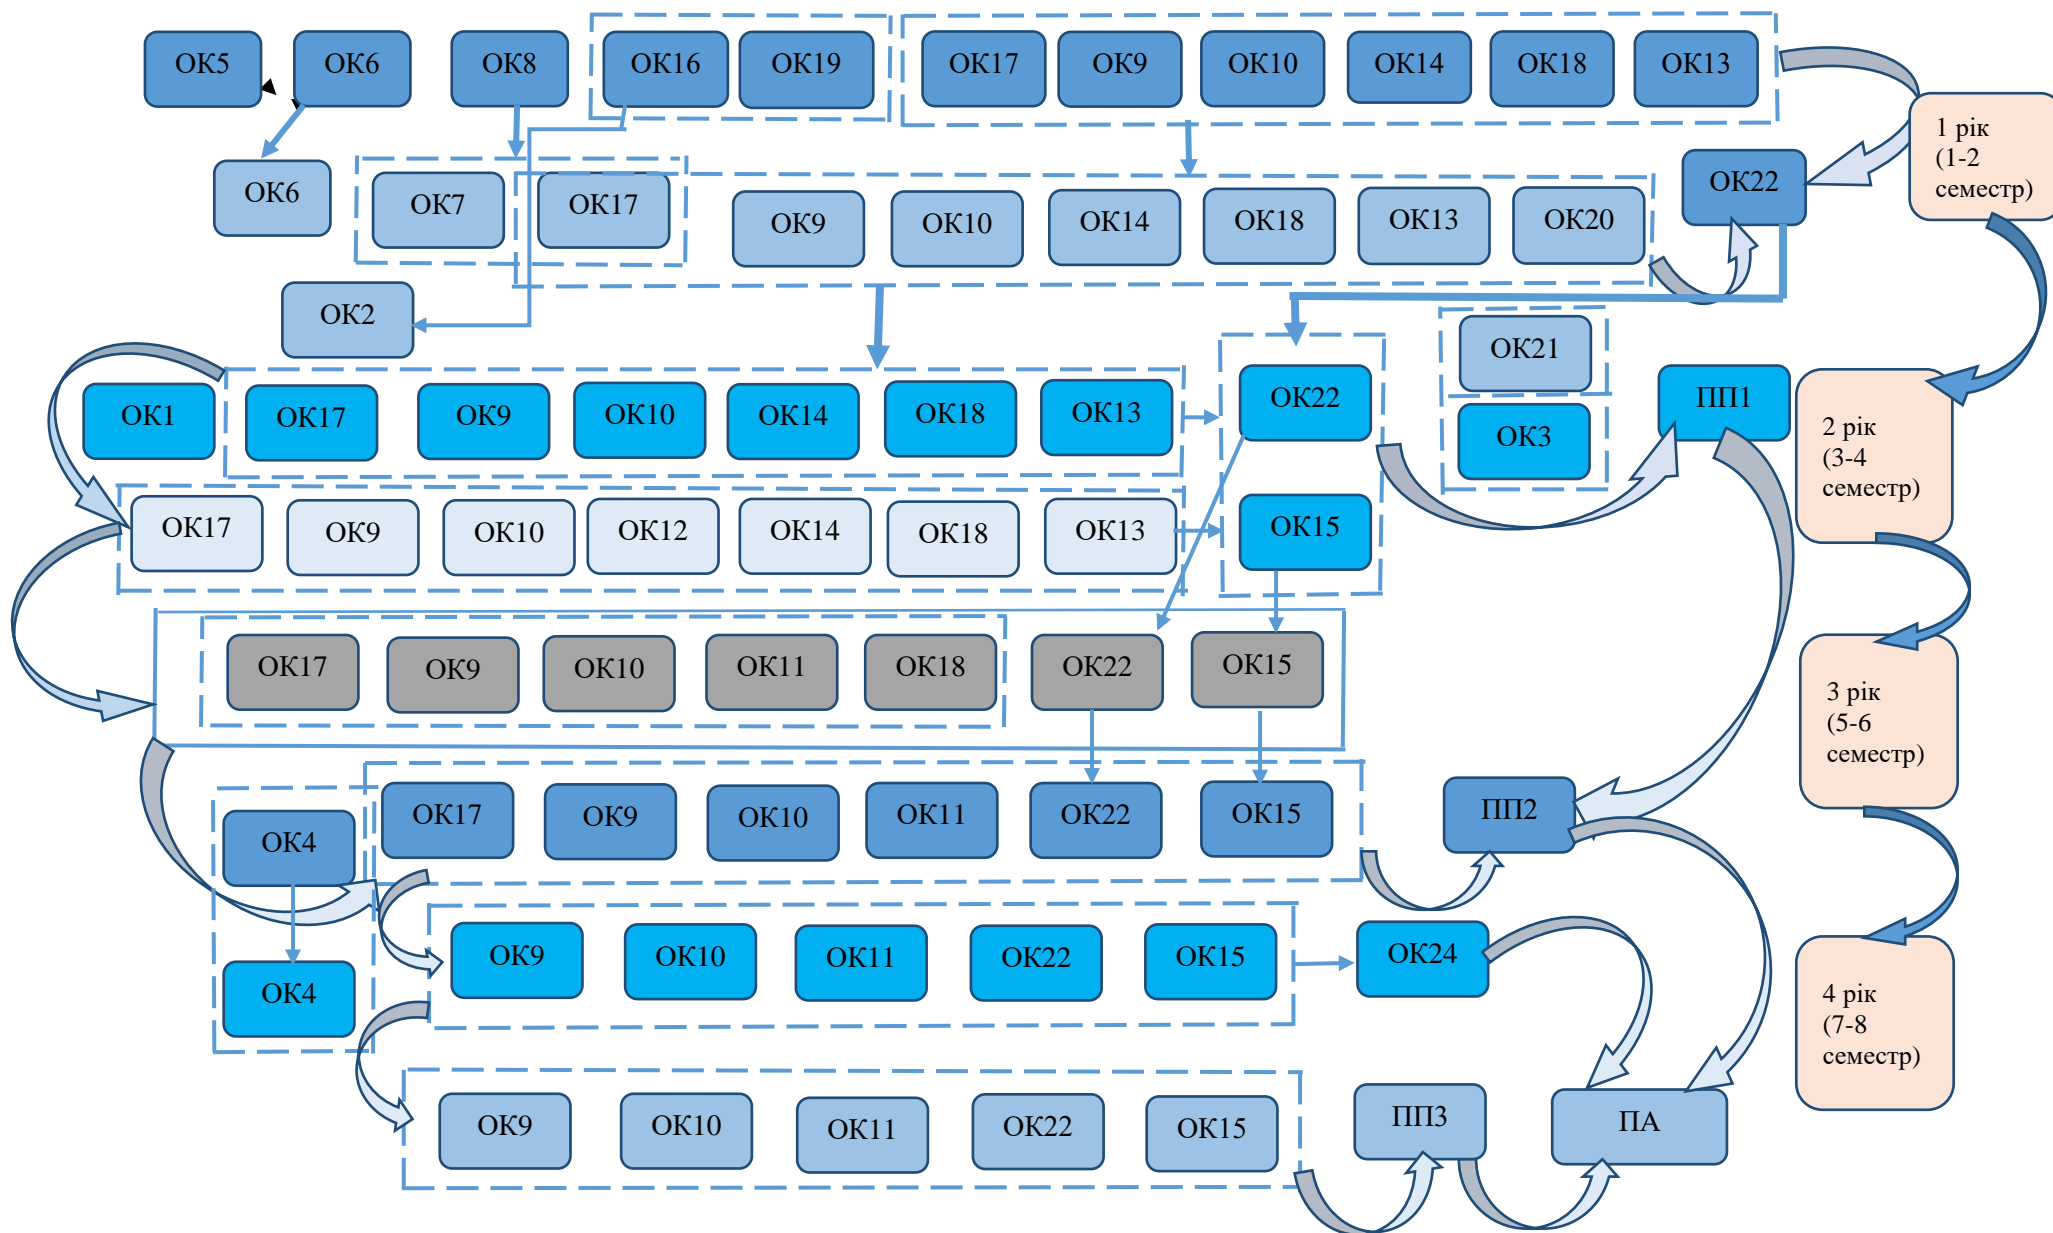 ОК5
ОК6
ОК8
ОК16
ОК19
ОК17
ОК9
ОК10
ОК14
ОК18
ОК13
1 рік
(1-2
семестр)
ОК6
ОК7
ОК17
ОК9
ОК10
ОК14
ОК18
ОК13
ОК20
ОК22
ОК2
ОК21
ОК1
ОК17
ОК9
ОК10
ОК14
ОК18
ОК13
ОК22
ОК3
ПП1
2 рік
(3-4
семестр)
ОК17
ОК9
ОК10
ОК12
ОК14
ОК18
ОК13
ОК15
ОК17
ОК9
ОК10
ОК11
ОК18
ОК22
ОК15
3 рік
(5-6
семестр)
ОК4
ОК17
ОК9
ОК10
ОК11
ОК22
ОК15
ПП2
ОК4
ОК9
ОК10
ОК11
ОК22
ОК15
ОК24
4 рік
(7-8
семестр)
ОК9
ОК10
ОК11
ОК22
ОК15
ПП3
ПА